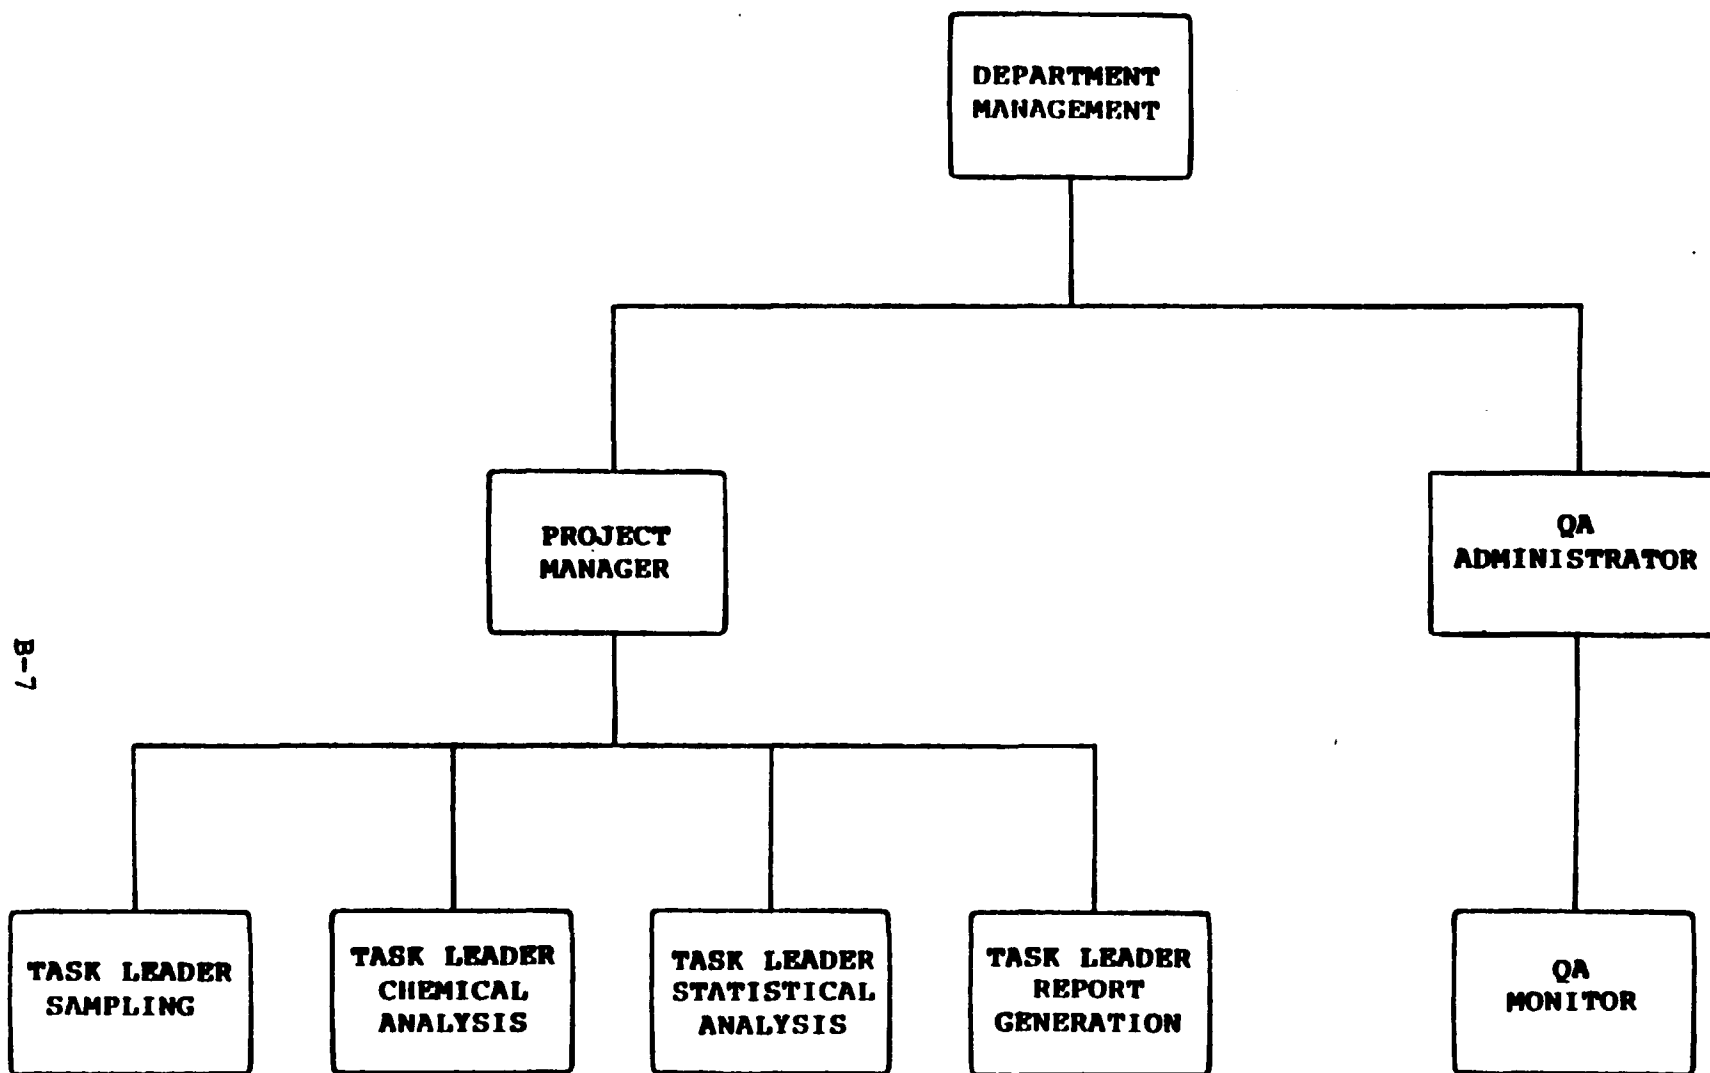 DEPARTMENT
MANAGEMENT
PROJECT
MANAGER
QA
ADMINISTRATOR
B-7
TASK LEADER
SAMPLING
TASK LEADER
CHEMICAL
ANALYSIS
TASK LEADER
STATISTICAL
ANALYSIS
TASK LEADER
REPORT
GENERATION
QA
MONITOR